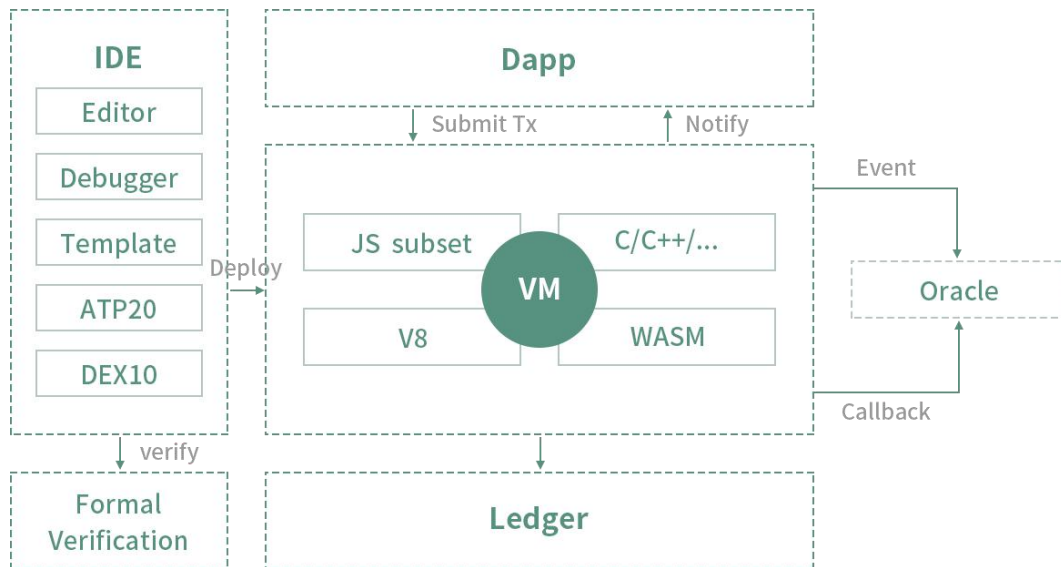 IDE
Editor
Debugger
Template
ATP20
DEX10
Deploy
verify
Formal
Verification
Dapp
Submit Tx
Notify
JS subset
C/C++/...
VM
V8
WASM
Ledger
Event
Oracle
Callback